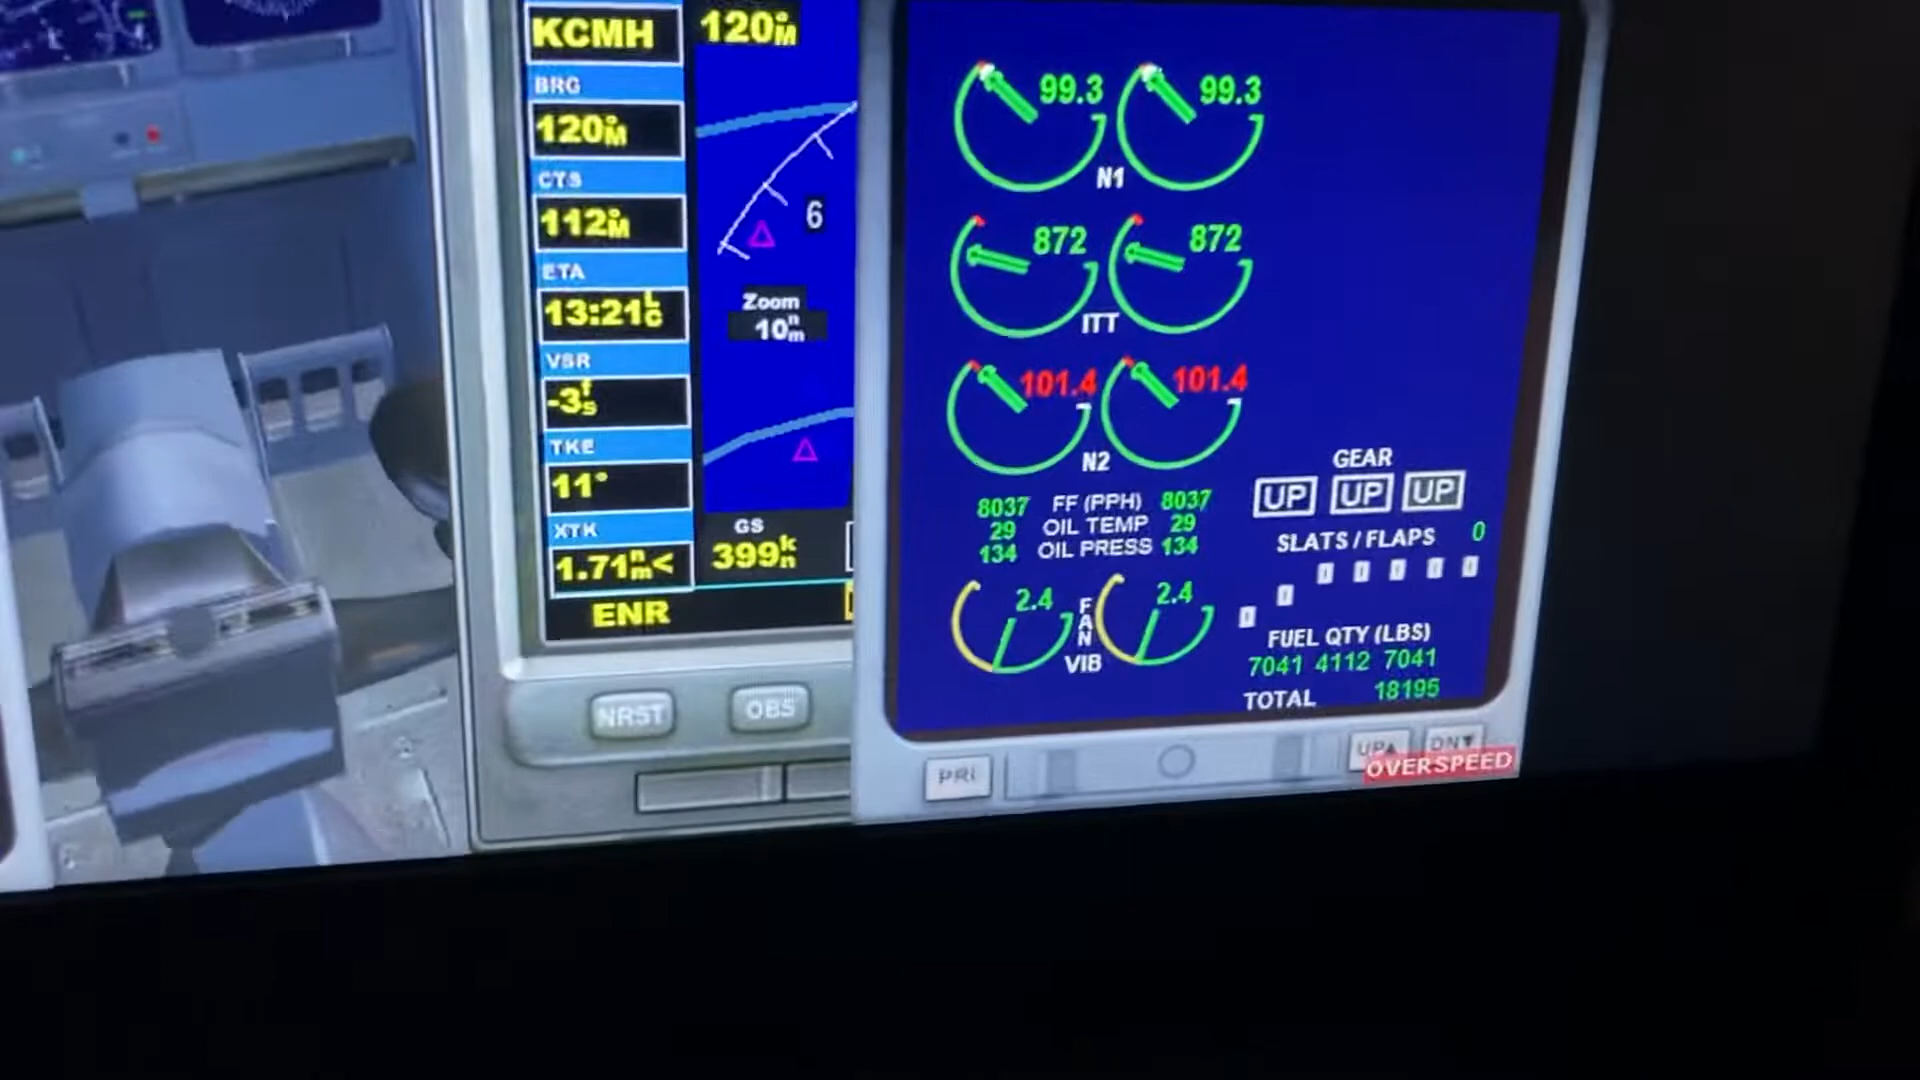 KCMH
120°M
BRG
120°M
CTS
112°M
ETA
13:21LC
VSR
-3fs
TKE
11°
XTK
1.71nm<
ENR
6
Zoom
10nm
GS
399kn
NRST
OBS
99.3 99.3
N1
872 872
ITT
101.4 101.4
N2
8037 FF (PPH) 8037
29 OIL TEMP 29
134 OIL PRESS 134
2.4 2.4
FAN
VIB
GEAR
UP UP UP
SLATS / FLAPS 0
FUEL QTY (LBS)
7041 4112 7041
TOTAL 18195
PRI
UP▲ DN▼
OVERSPEED